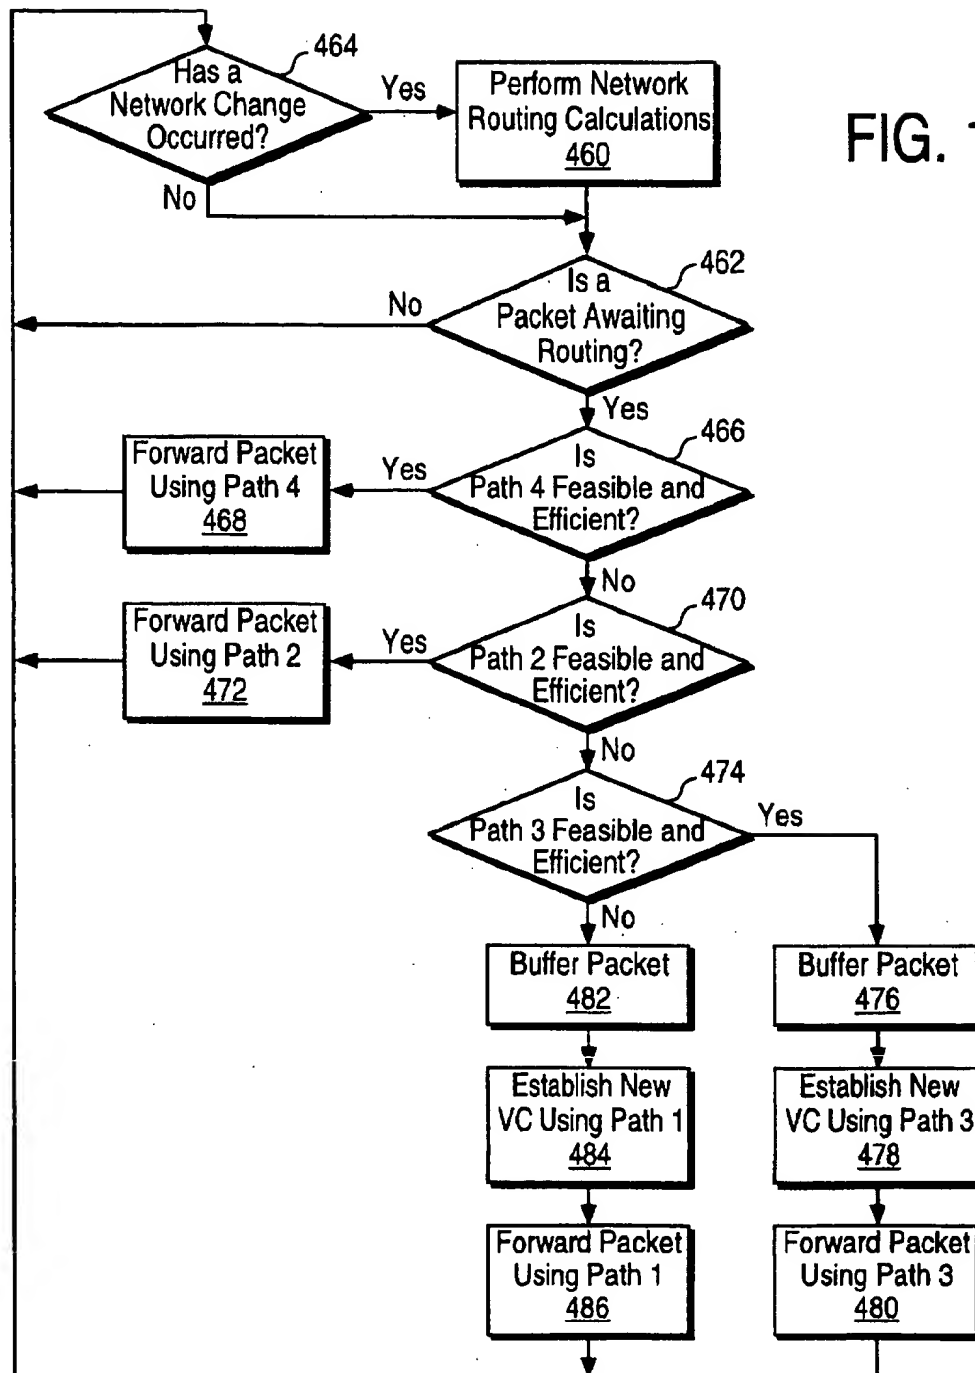 464
Has a
Network Change
Occurred?
Yes
Perform Network
Routing Calculations
460
FIG. 1
No
462
Is a
Packet Awaiting
Routing?
No
Yes
466
Is
Path 4 Feasible and
Efficient?
Yes
Forward Packet
Using Path 4
468
No
470
Is
Path 2 Feasible and
Efficient?
Yes
Forward Packet
Using Path 2
472
No
474
Is
Path 3 Feasible and
Efficient?
Yes
No
Buffer Packet
482
Buffer Packet
476
Establish New
VC Using Path 1
484
Establish New
VC Using Path 3
478
Forward Packet
Using Path 1
486
Forward Packet
Using Path 3
480